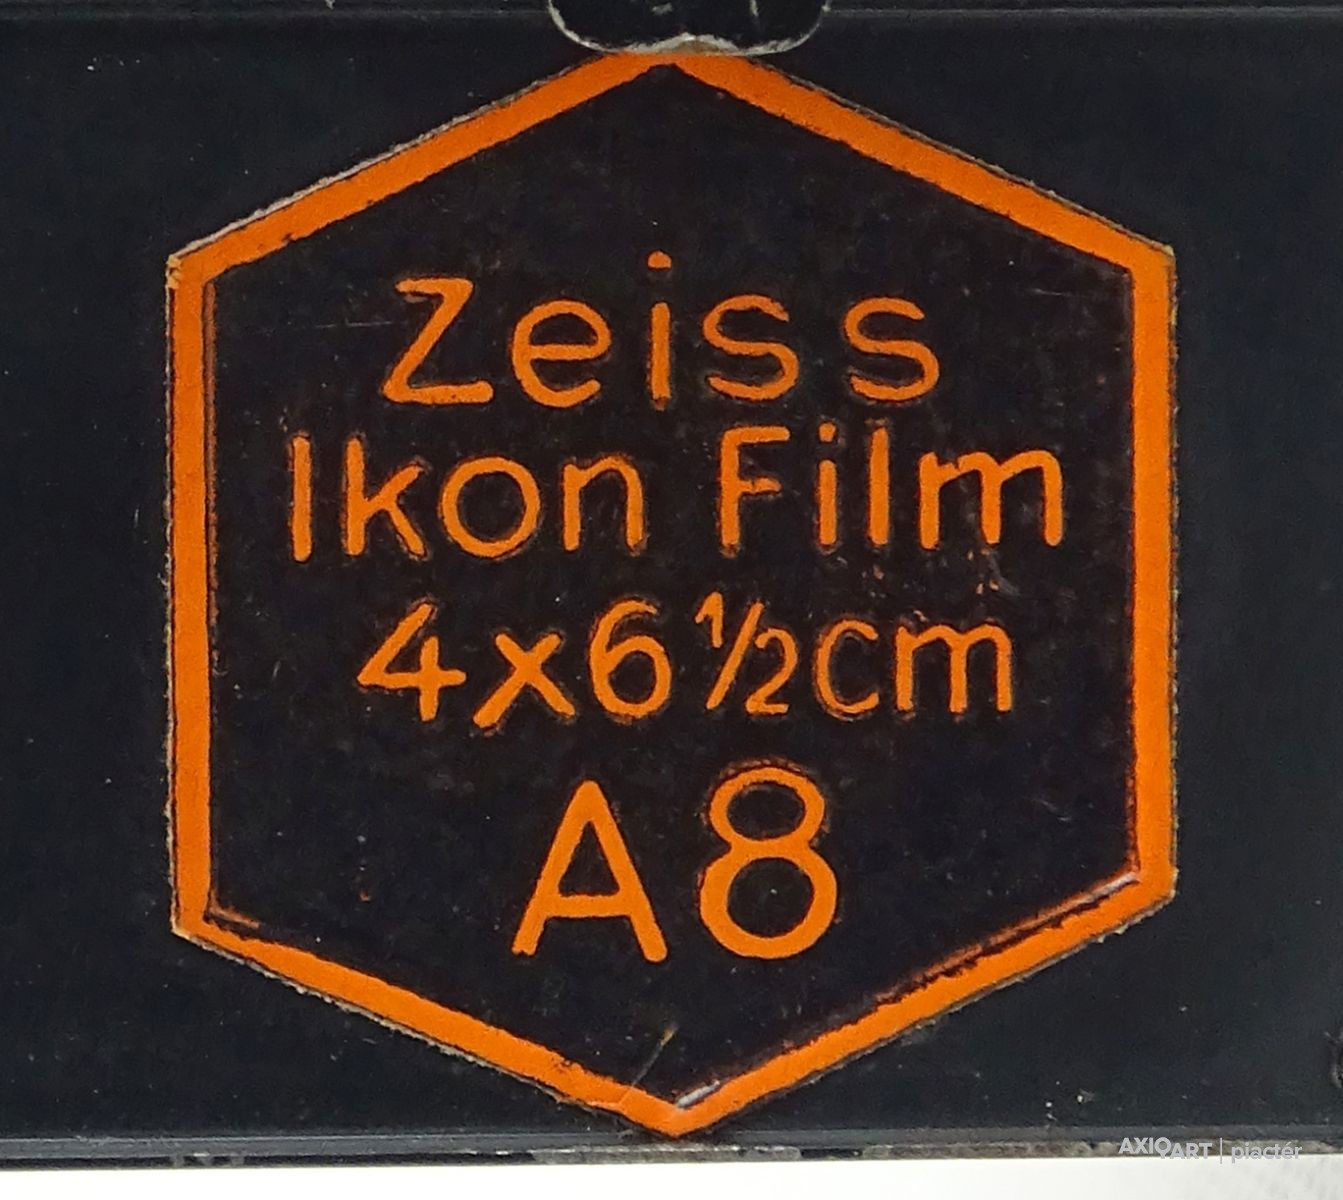 Zeiss
Ikon Film
4x6½cm
A8
AXIOART | piactér